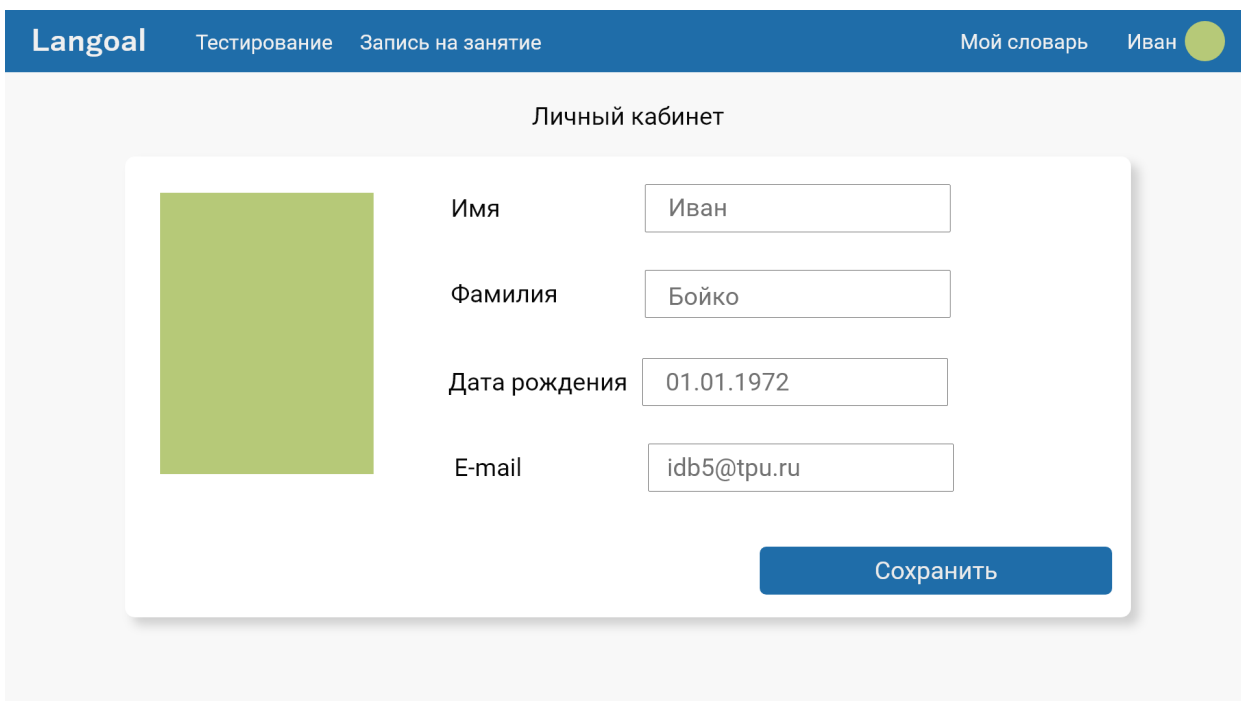 Langoal Тестирование Запись на занятие Мой словарь Иван
Личный кабинет
Имя Иван
Фамилия Бойко
Дата рождения 01.01.1972
E-mail idb5@tpu.ru
Сохранить